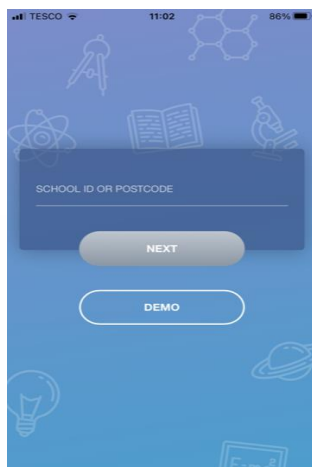 TESCO 11:02 86%
SCHOOL ID OR POSTCODE
NEXT
DEMO